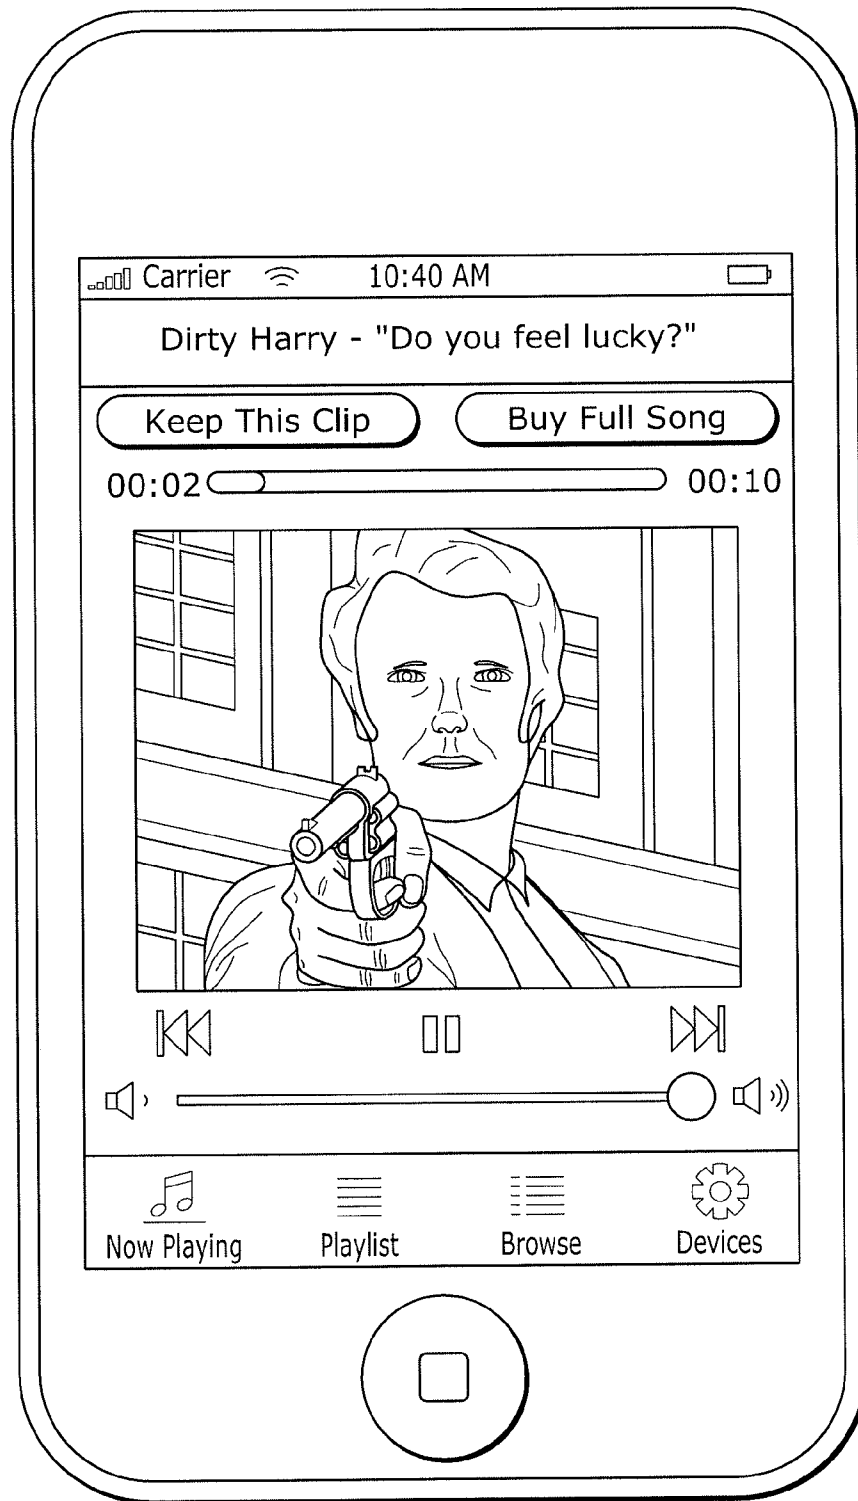 Carrier 10:40 AM
Dirty Harry - "Do you feel lucky?"
Keep This Clip Buy Full Song
00:02 00:10
Now Playing Playlist Browse Devices